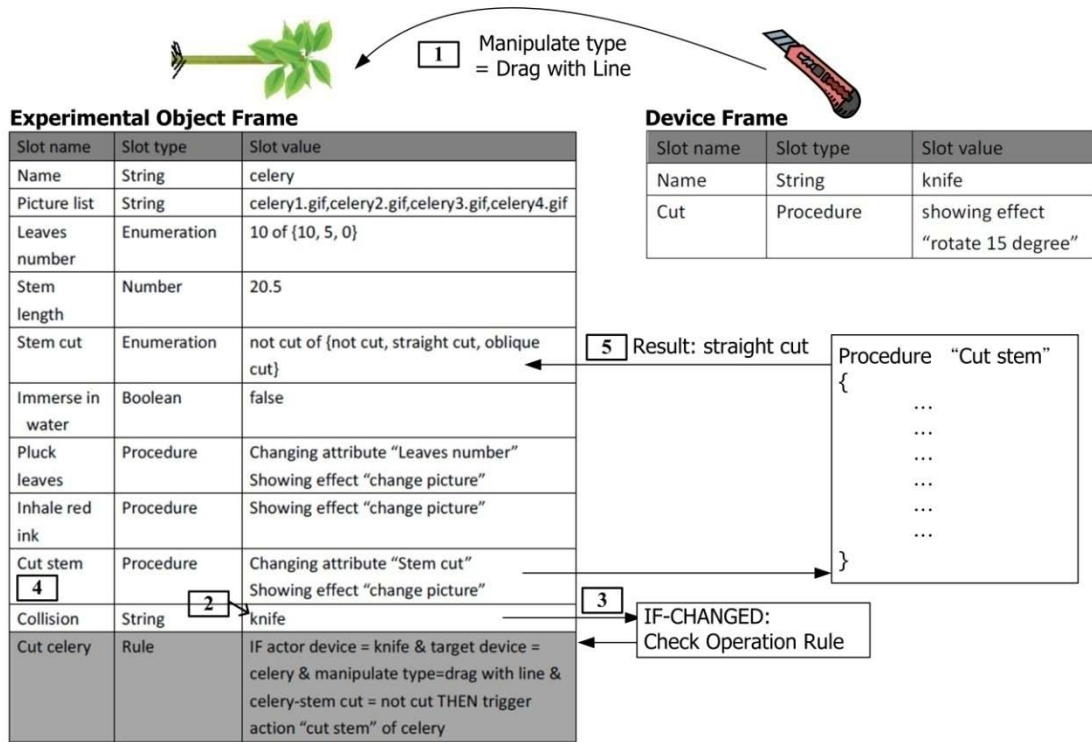 1 Manipulate type
= Drag with Line
Experimental Object Frame
Slot name Slot type Slot value
Name String celery
Picture list String celery1.gif,celery2.gif,celery3.gif,celery4.gif
Leaves Enumeration 10 of {10, 5, 0}
number
Stem Number 20.5
length
Stem cut Enumeration not cut of {not cut, straight cut, oblique
cut}
Immerse in Boolean false
water
Pluck Procedure Changing attribute “Leaves number”
leaves Showing effect “change picture”
Inhale red Procedure Showing effect “change picture”
ink
Cut stem Procedure Changing attribute “Stem cut”
4 Showing effect “change picture”
Collision String 2 knife
Cut celery Rule IF actor device = knife & target device =
celery & manipulate type=drag with line &
celery-stem cut = not cut THEN trigger
action “cut stem” of celery
Device Frame
Slot name Slot type Slot value
Name String knife
Cut Procedure showing effect
“rotate 15 degree”
5 Result: straight cut
Procedure “Cut stem”
{
...
...
...
...
...
...
}
3
IF-CHANGED:
Check Operation Rule